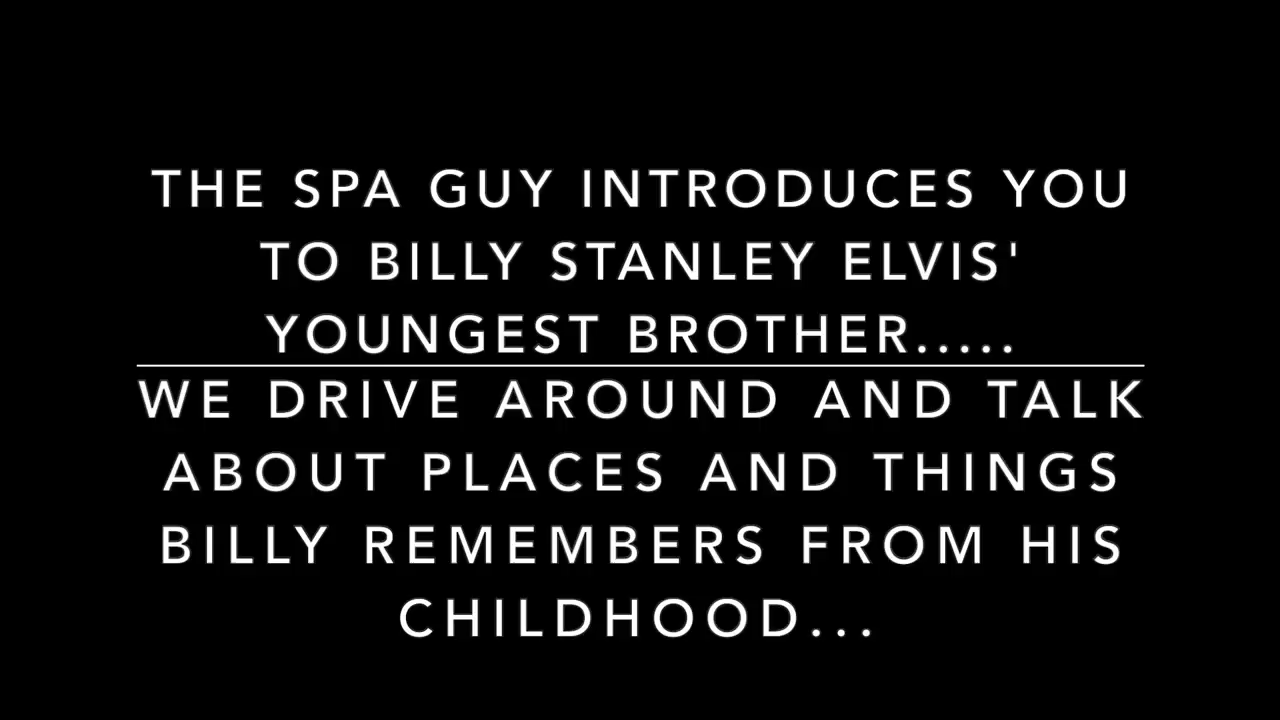 THE SPA GUY INTRODUCES YOU
TO BILLY STANLEY ELVIS'
YOUNGEST BROTHER.....
WE DRIVE AROUND AND TALK
ABOUT PLACES AND THINGS
BILLY REMEMBERS FROM HIS
CHILDHOOD...